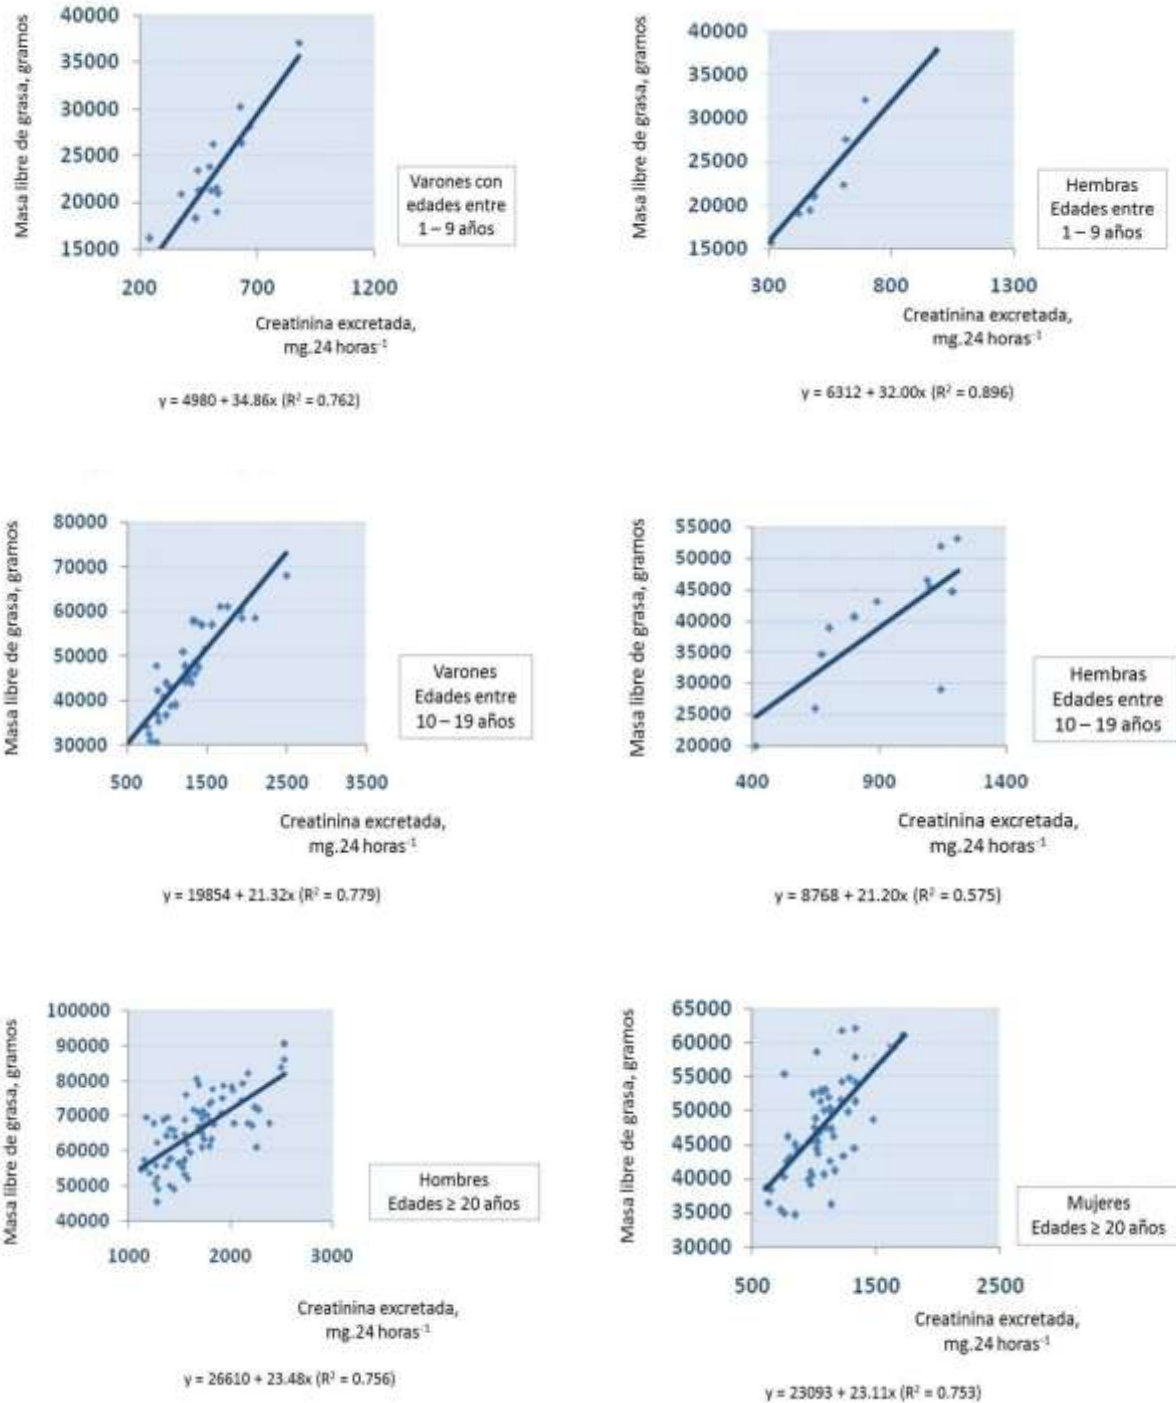 Masa libre de grasa, gramos
40000
35000
30000
25000
20000
15000
200 700 1200
Creatinina excretada,
mg.24 horas⁻¹
Varones con
edades entre
1 – 9 años
y = 4980 + 34.86x (R² = 0.762)
Masa libre de grasa, gramos
40000
35000
30000
25000
20000
15000
300 800 1300
Creatinina excretada,
mg.24 horas⁻¹
Hembras
Edades entre
1 – 9 años
y = 6312 + 32.00x (R² = 0.896)
Masa libre de grasa, gramos
80000
70000
60000
50000
40000
30000
500 1500 2500 3500
Creatinina excretada,
mg.24 horas⁻¹
Varones
Edades entre
10 – 19 años
y = 19854 + 21.32x (R² = 0.779)
Masa libre de grasa, gramos
55000
50000
45000
40000
35000
30000
25000
20000
400 900 1400
Creatinina excretada,
mg.24 horas⁻¹
Hembras
Edades entre
10 – 19 años
y = 8768 + 21.20x (R² = 0.575)
Masa libre de grasa, gramos
100000
90000
80000
70000
60000
50000
40000
1000 2000 3000
Creatinina excretada,
mg.24 horas⁻¹
Hombres
Edades ≥ 20 años
y = 26610 + 23.48x (R² = 0.756)
Masa libre de grasa, gramos
65000
60000
55000
50000
45000
40000
35000
30000
500 1500 2500
Creatinina excretada,
mg.24 horas⁻¹
Mujeres
Edades ≥ 20 años
y = 23093 + 23.11x (R² = 0.753)